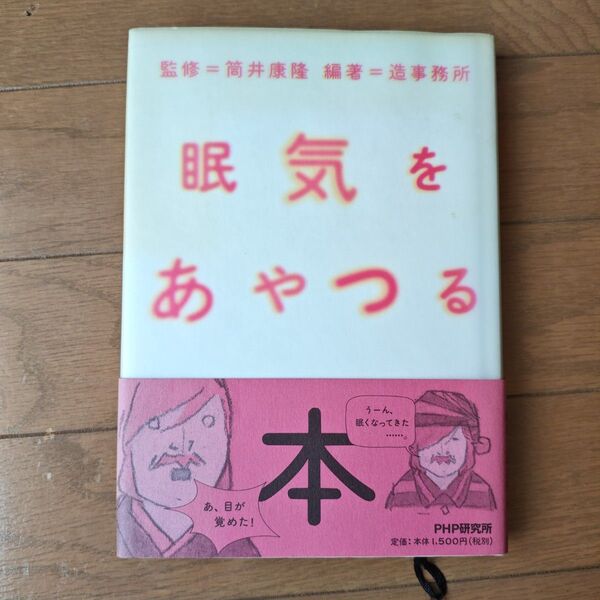 監修=筒井康隆 編著=造事務所
眠気を
あやつる
本
うーん、
眠くなってきた
……。
あ、目が
覚めた!
PHP研究所
定価:本体1,500円(税別)